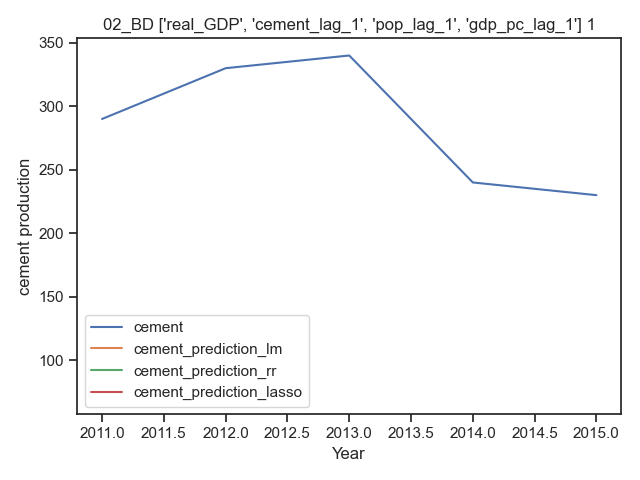 02_BD ['real_GDP', 'cement_lag_1', 'pop_lag_1', 'gdp_pc_lag_1'] 1
350
300
250
200
150
100
cement production
cement
cement_prediction_lm
cement_prediction_rr
cement_prediction_lasso
2011.0 2011.5 2012.0 2012.5 2013.0 2013.5 2014.0 2014.5 2015.0
Year